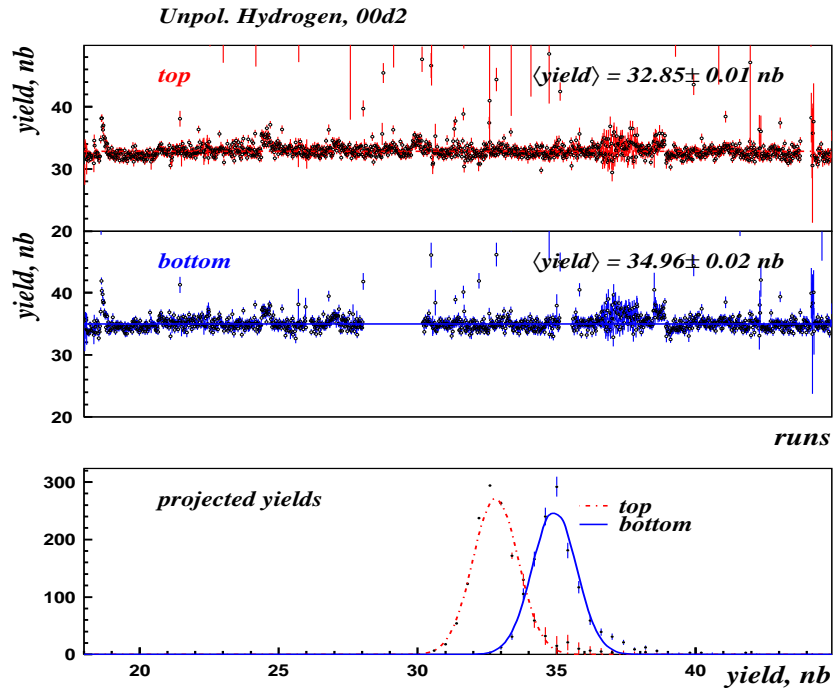 Unpol. Hydrogen, 00d2
yield, nb
top
⟨yield⟩ = 32.85± 0.01 nb
40
30
20
yield, nb
bottom
⟨yield⟩ = 34.96± 0.02 nb
40
30
20
runs
projected yields
top
bottom
300
200
100
0
20
25
30
35
40
yield, nb